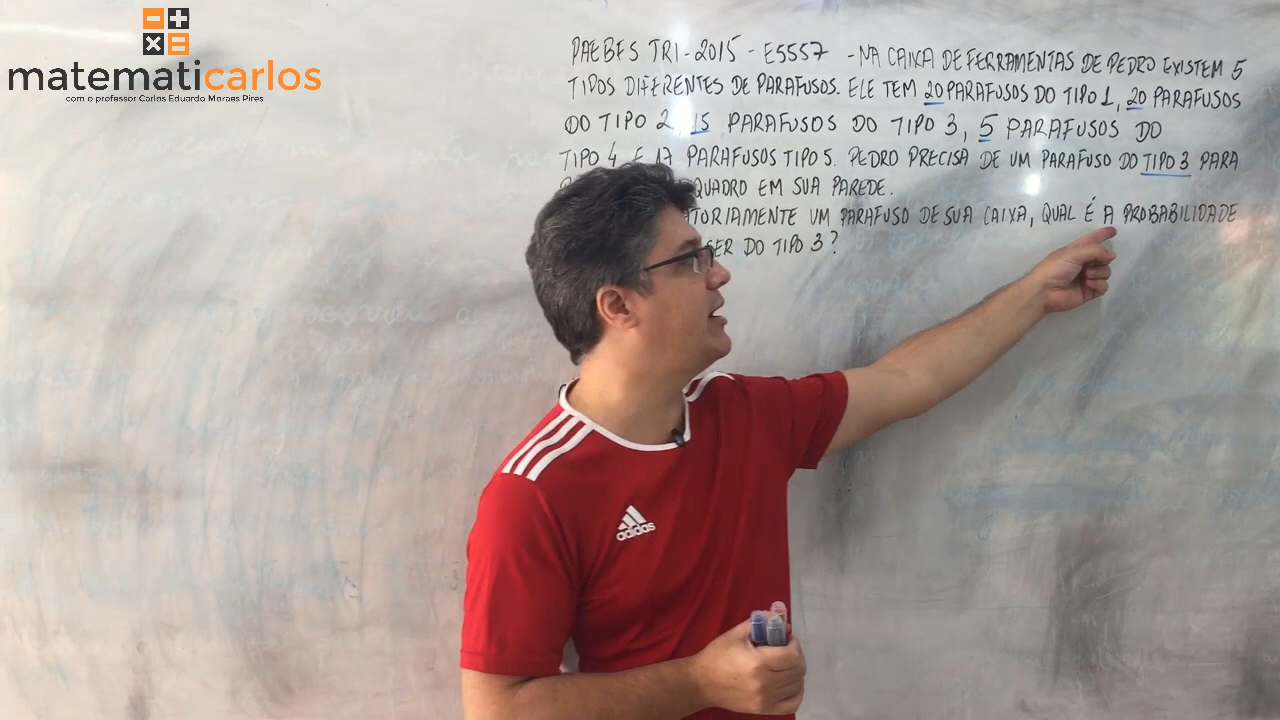 matematicarlos
com o professor Carlos Eduardo Moraes Pires
PAEBES TRI-2015 - E5557 - NA CAIXA DE FERRAMENTAS DE PEDRO EXISTEM 5
TIPOS DIFERENTES DE PARAFUSOS. ELE TEM 20 PARAFUSOS DO TIPO 1, 20 PARAFUSOS
DO TIPO 2, 15 PARAFUSOS DO TIPO 3, 5 PARAFUSOS DO
TIPO 4 E 17 PARAFUSOS TIPO 5. PEDRO PRECISA DE UM PARAFUSO DO TIPO 3 PARA
QUADRO EM SUA PAREDE.
ATORIAMENTE UM PARAFUSO DE SUA CAIXA, QUAL É A PROBABILIDADE
SER DO TIPO 3?
adidas